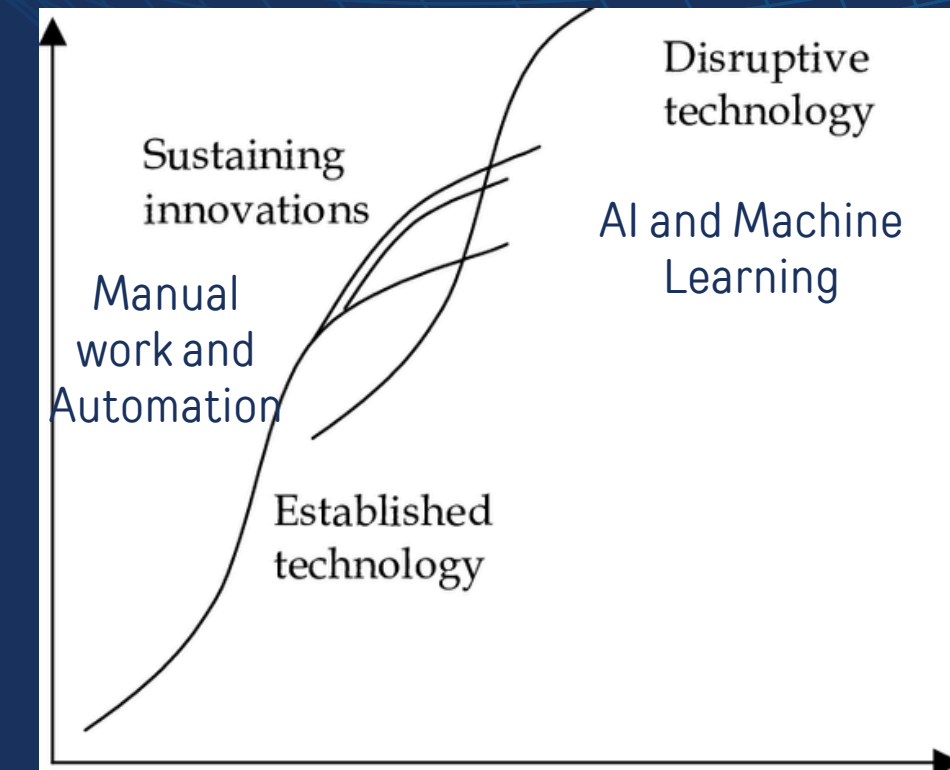 Disruptive
technology
Sustaining
innovations
AI and Machine
Learning
Manual
work and
Automation
Established
technology